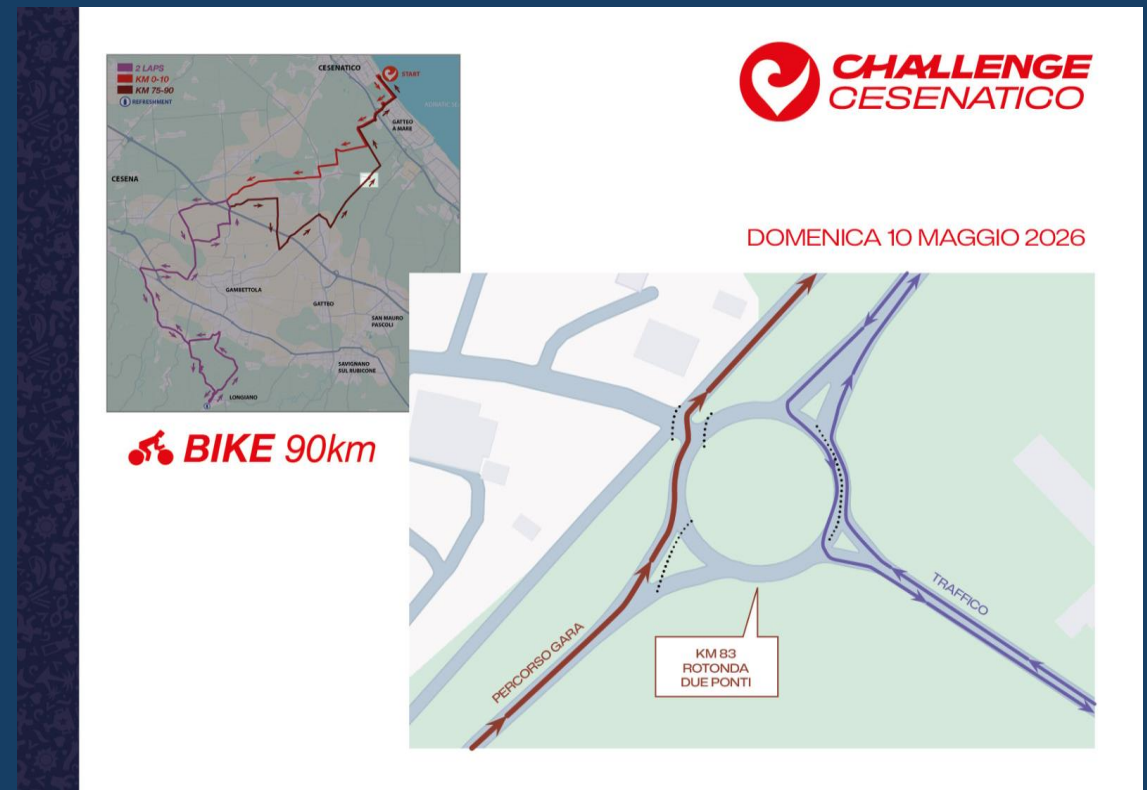 2 LAPS
KM 0-10
KM 75-90
REFRESHMENT
CESENATICO
START
GATTEO
A MARE
CESENA
GAMBETTOLA
GATTEO
SAN MAURO
PASCOLI
SAVIGNANO
SUL RUBICONE
LONGIANO
BIKE 90km
CHALLENGE
CESENATICO
DOMENICA 10 MAGGIO 2026
PERCORSO GARA
KM 83
ROTONDA
DUE PONTI
TRAFFICO